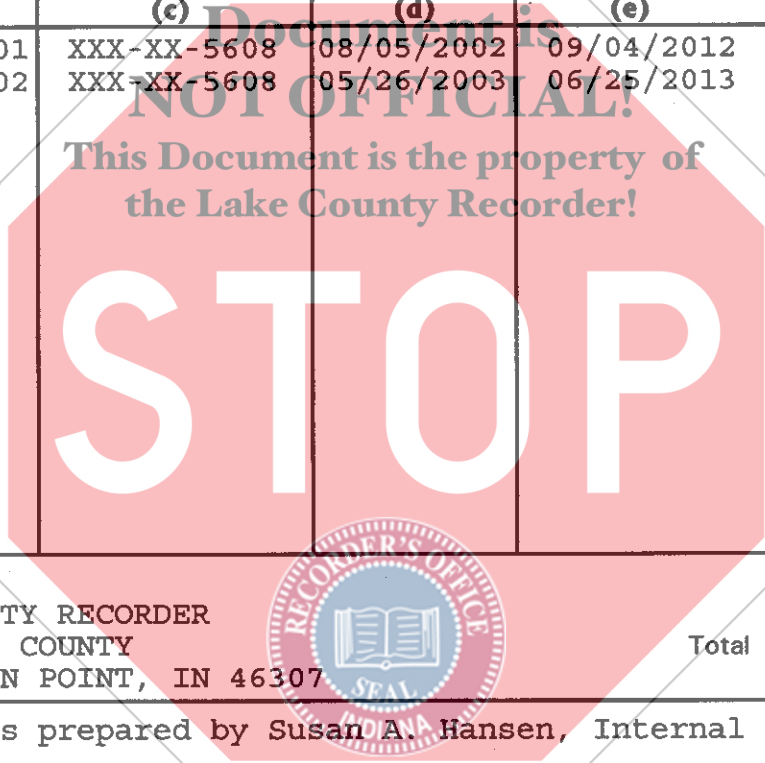 (c) (d) (e)
Document is
01 XXX-XX-5608 08/05/2002 09/04/2012
02 XXX-XX-5608 05/26/2003 06/25/2013
NOT OFFICIAL!
This Document is the property of
the Lake County Recorder!
STOP
TY RECORDER
COUNTY
Total
N POINT, IN 46307
RECORDER'S OFFICE
SEAL
INDIANA
s prepared by Susan A. Hansen, Internal